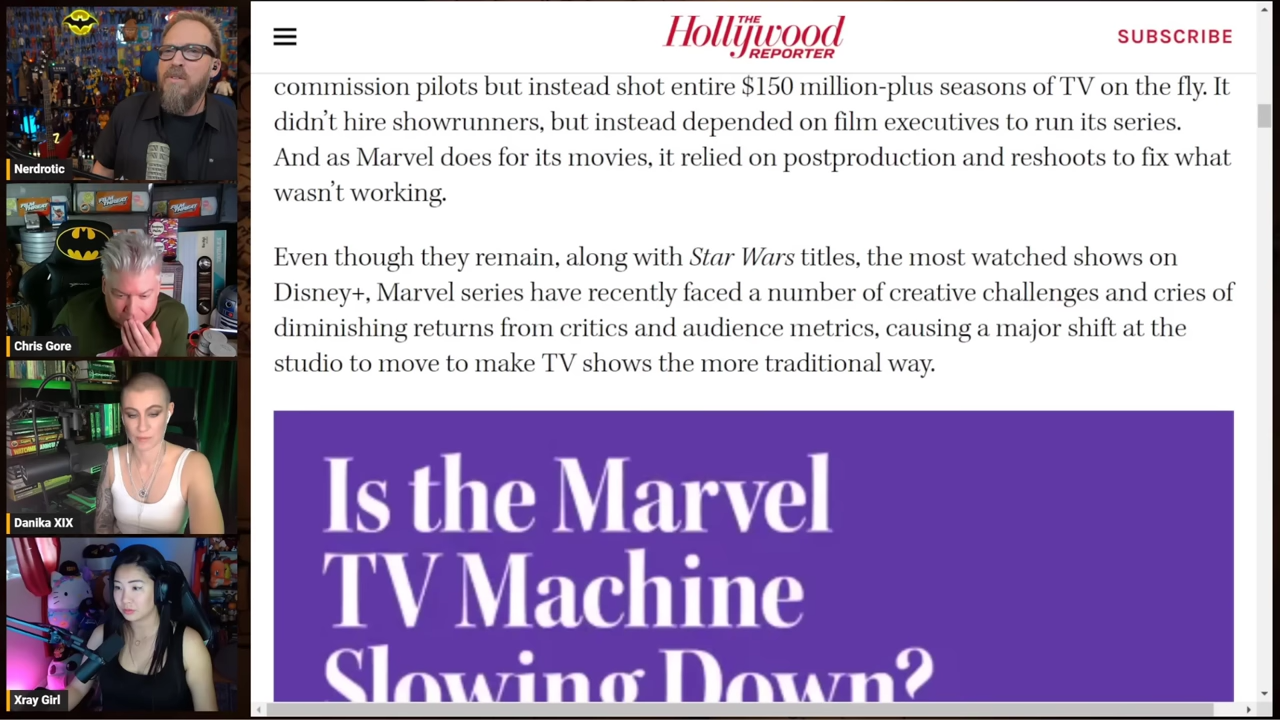 THE
Hollywood
REPORTER
SUBSCRIBE
commission pilots but instead shot entire $150 million-plus seasons of TV on the fly. It
didn't hire showrunners, but instead depended on film executives to run its series.
And as Marvel does for its movies, it relied on postproduction and reshoots to fix what
wasn't working.
Even though they remain, along with Star Wars titles, the most watched shows on
Disney+, Marvel series have recently faced a number of creative challenges and cries of
diminishing returns from critics and audience metrics, causing a major shift at the
studio to move to make TV shows the more traditional way.
Is the Marvel
TV Machine
Slowing Down?
Nerdrotic
Chris Gore
Danika XIX
Xray Girl